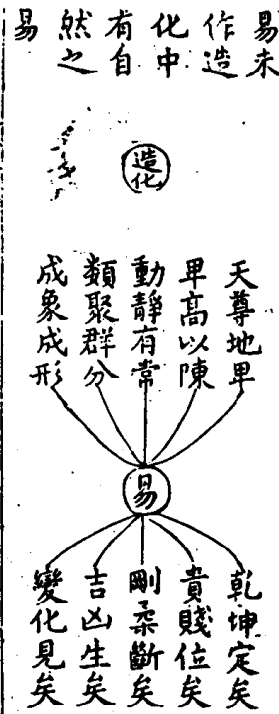 易未
作造
化中
有自
然之
易
造化
天尊地卑
卑高以陳
動靜有常
類聚群分
成象成形
易
乾坤定矣
貴賤位矣
剛柔斷矣
吉凶生矣
變化見矣